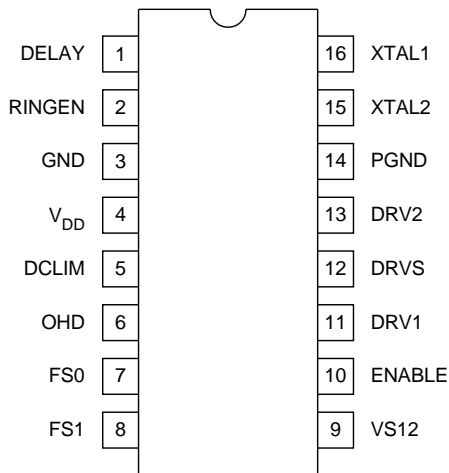 DELAY 1 16 XTAL1
RINGEN 2 15 XTAL2
GND 3 14 PGND
VDD 4 13 DRV2
DCLIM 5 12 DRVS
OHD 6 11 DRV1
FS0 7 10 ENABLE
FS1 8 9 VS12